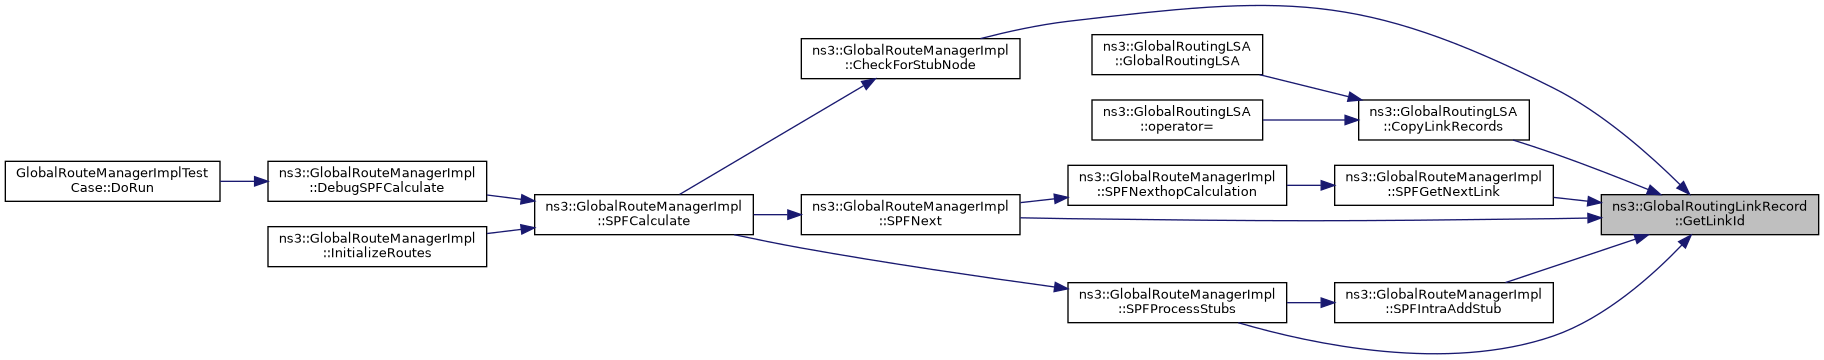 ns3::GlobalRouteManagerImpl
::CheckForStubNode
ns3::GlobalRoutingLSA
::GlobalRoutingLSA
ns3::GlobalRoutingLSA
::operator=
ns3::GlobalRoutingLSA
::CopyLinkRecords
GlobalRouteManagerImplTest
Case::DoRun
ns3::GlobalRouteManagerImpl
::DebugSPFCalculate
ns3::GlobalRouteManagerImpl
::InitializeRoutes
ns3::GlobalRouteManagerImpl
::SPFCalculate
ns3::GlobalRouteManagerImpl
::SPFNext
ns3::GlobalRouteManagerImpl
::SPFNexthopCalculation
ns3::GlobalRouteManagerImpl
::SPFGetNextLink
ns3::GlobalRoutingLinkRecord
::GetLinkId
ns3::GlobalRouteManagerImpl
::SPFProcessStubs
ns3::GlobalRouteManagerImpl
::SPFIntraAddStub